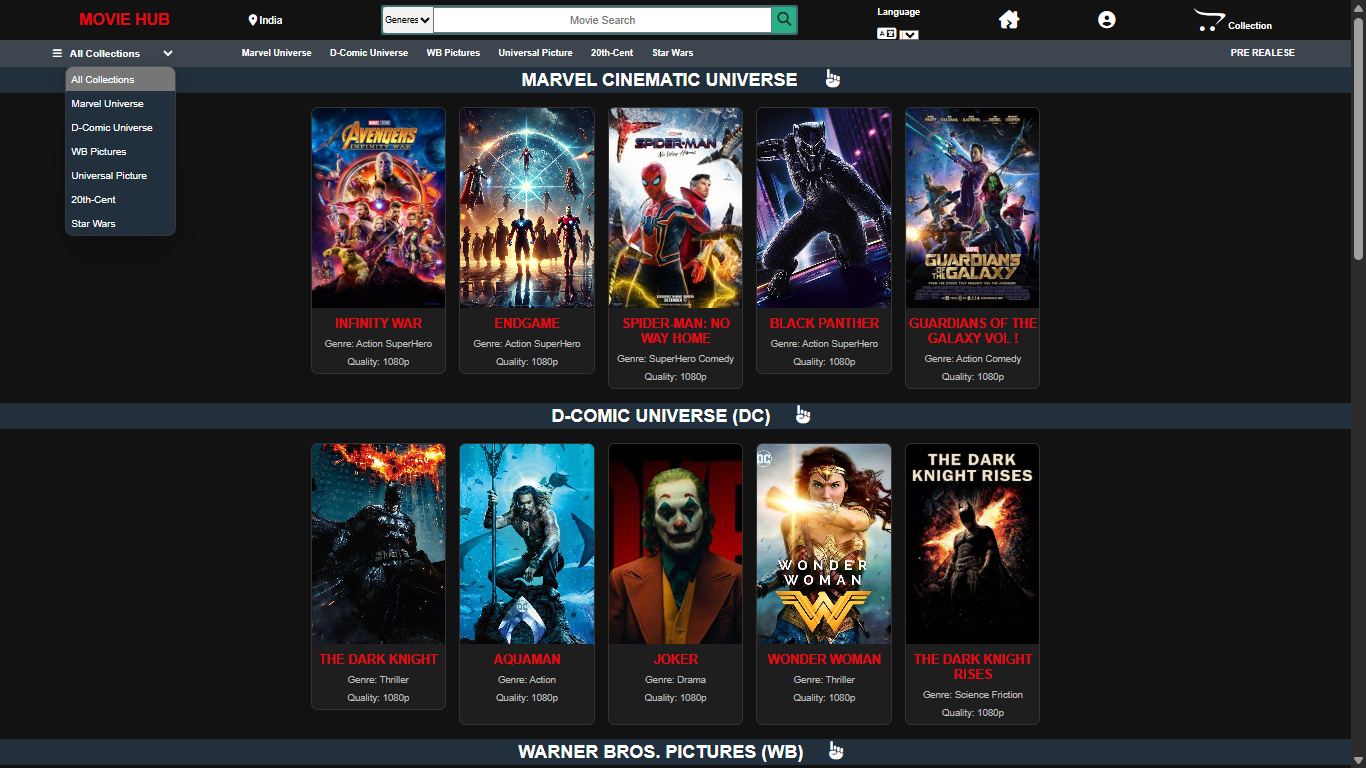 MOVIE HUB
India
Generes
Movie Search
Language
Collection
All Collections
Marvel Universe
D-Comic Universe
WB Pictures
Universal Picture
20th-Cent
Star Wars
PRE REALESE
All Collections
Marvel Universe
D-Comic Universe
WB Pictures
Universal Picture
20th-Cent
Star Wars
MARVEL CINEMATIC UNIVERSE
AVENGERS
INFINITY WAR
SPIDER-MAN
No Way Home
MARVEL
GUARDIANS
OF THE
GALAXY
INFINITY WAR
Genre: Action SuperHero
Quality: 1080p
ENDGAME
Genre: Action SuperHero
Quality: 1080p
SPIDER-MAN: NO
WAY HOME
Genre: SuperHero Comedy
Quality: 1080p
BLACK PANTHER
Genre: Action SuperHero
Quality: 1080p
GUARDIANS OF THE
GALAXY VOL !
Genre: Action Comedy
Quality: 1080p
D-COMIC UNIVERSE (DC)
DC
DC
WONDER
WOMAN
THE DARK
KNIGHT RISES
THE DARK KNIGHT
Genre: Thriller
Quality: 1080p
AQUAMAN
Genre: Action
Quality: 1080p
JOKER
Genre: Drama
Quality: 1080p
WONDER WOMAN
Genre: Thriller
Quality: 1080p
THE DARK KNIGHT
RISES
Genre: Science Friction
Quality: 1080p
WARNER BROS. PICTURES (WB)